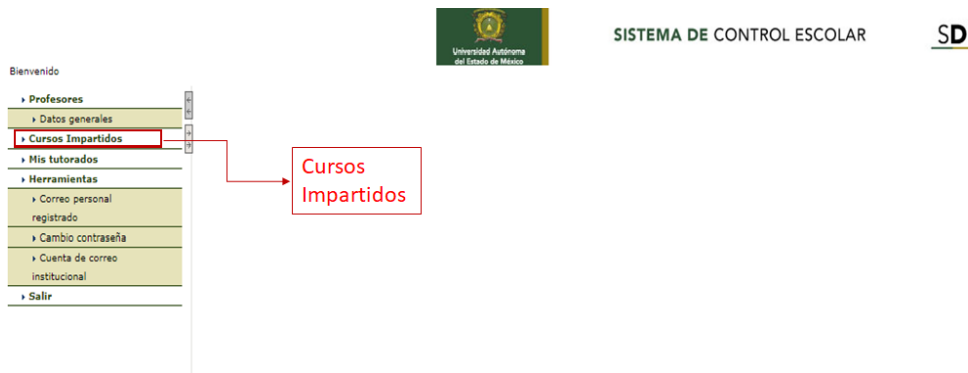 Universidad Autónoma
del Estado de México
SISTEMA DE CONTROL ESCOLAR
SD
Bienvenido
Profesores
Datos generales
Cursos Impartidos
Mis tutorados
Herramientas
Correo personal
registrado
Cambio contraseña
Cuenta de correo
institucional
Salir
Cursos
Impartidos